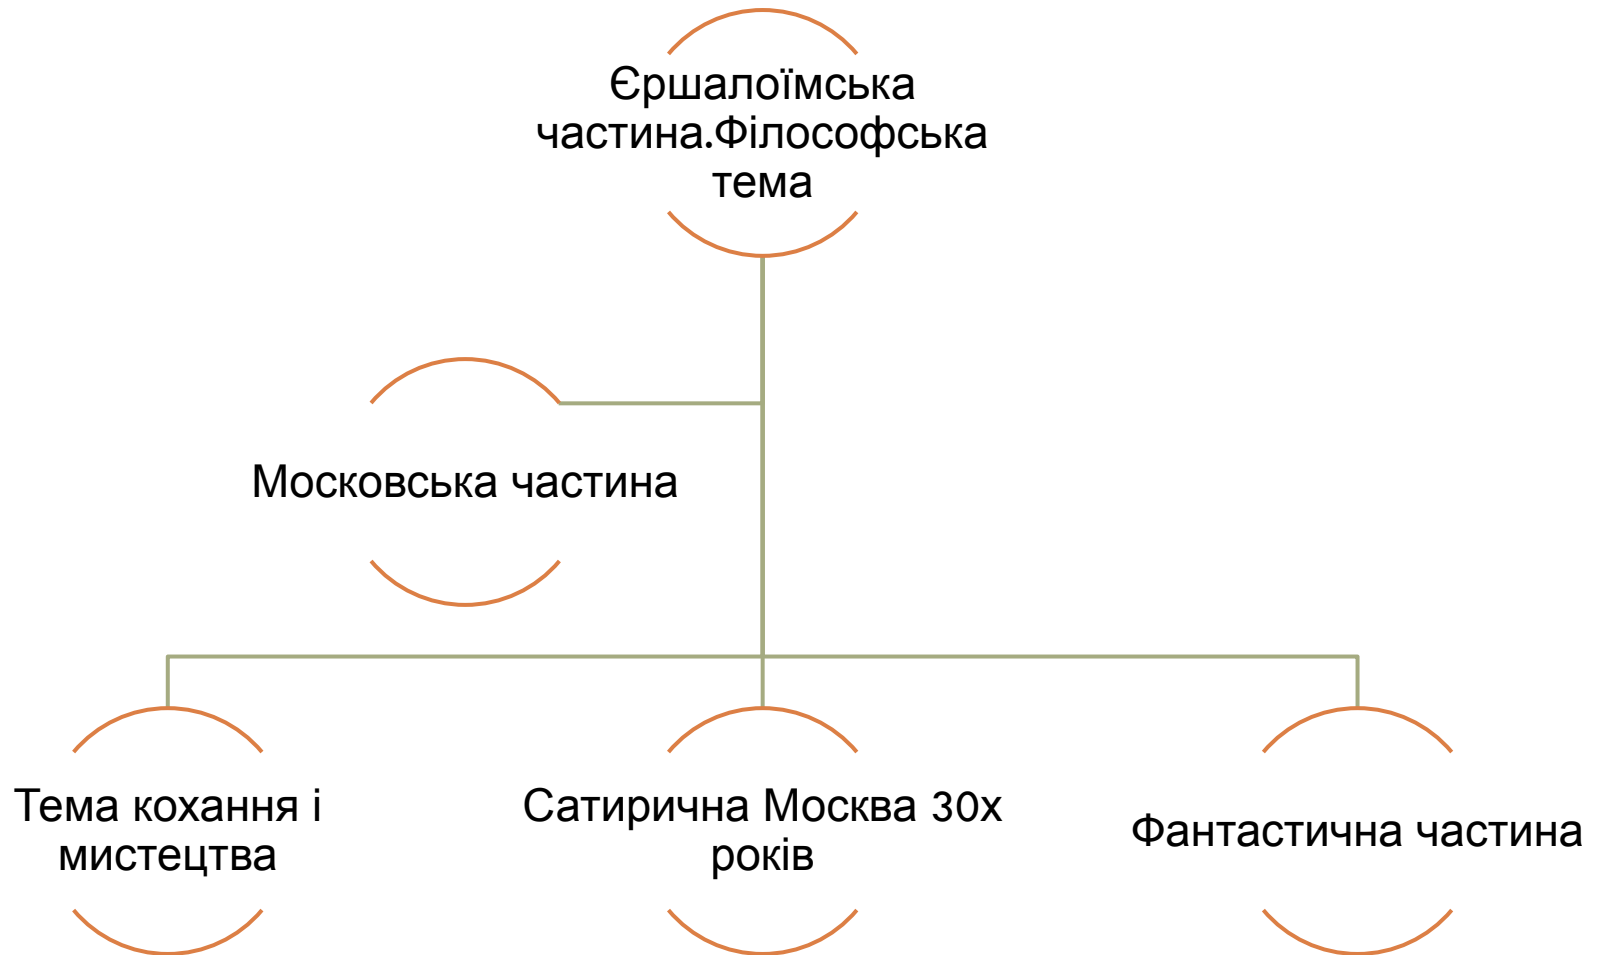 Єршалоїмська
частина.Філософська
тема
Московська частина
Тема кохання і
мистецтва
Сатирична Москва 30х
років
Фантастична частина